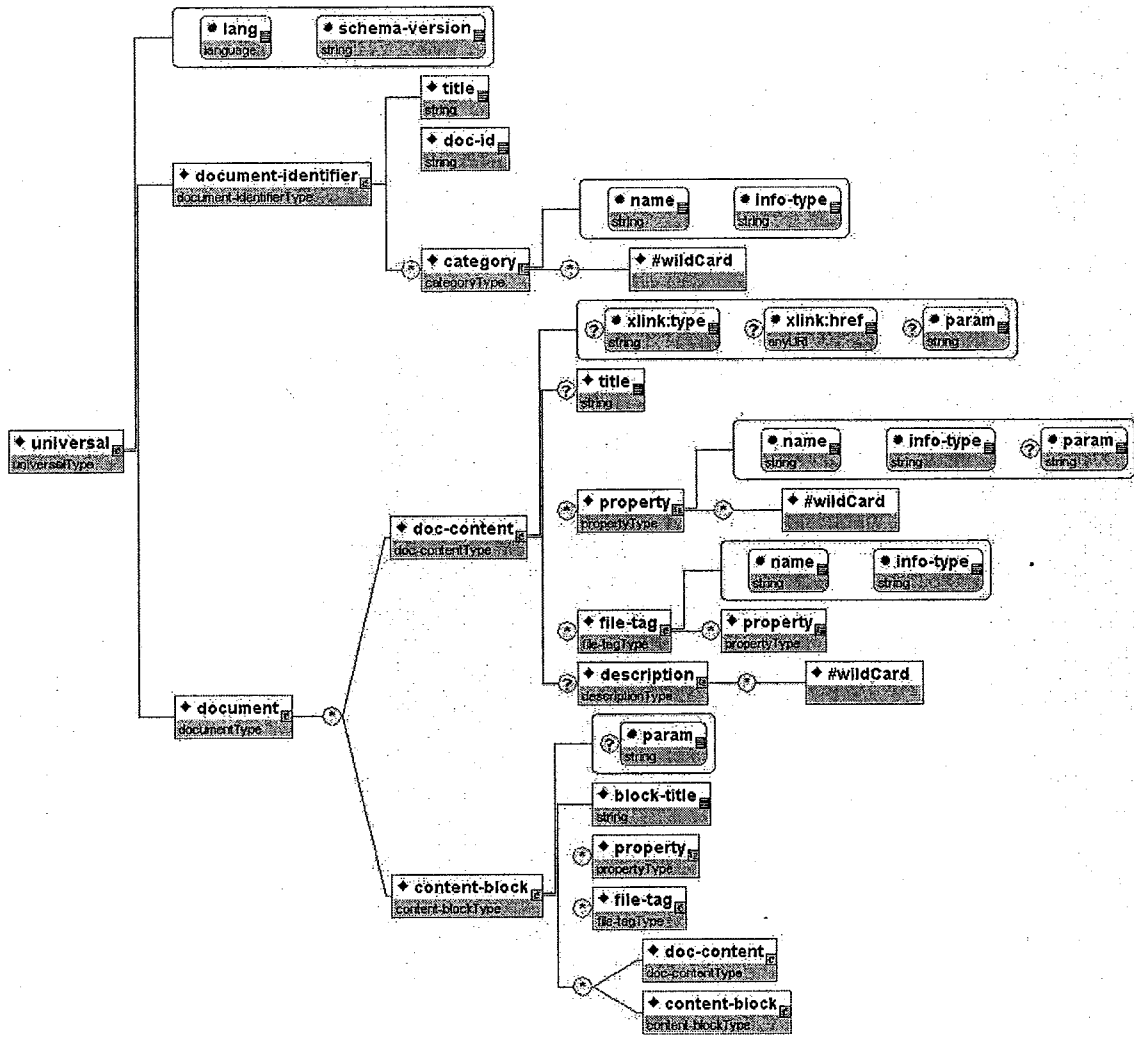 lang
language
schema-version
string
title
string
doc-id
string
document-identifier
document-identifierType
name
string
info-type
string
category
categoryType
#wildCard
xlink:type
string
xlink:href
anyURI
param
string
title
string
universal
universalType
name
string
info-type
string
param
string
property
propertyType
#wildCard
doc-content
doc-contentType
name
string
info-type
string
file-tag
file-tagType
property
propertyType
description
descriptionType
#wildCard
document
documentType
param
string
block-title
string
property
propertyType
content-block
content-blockType
file-tag
file-tagType
doc-content
doc-contentType
content-block
content-blockType